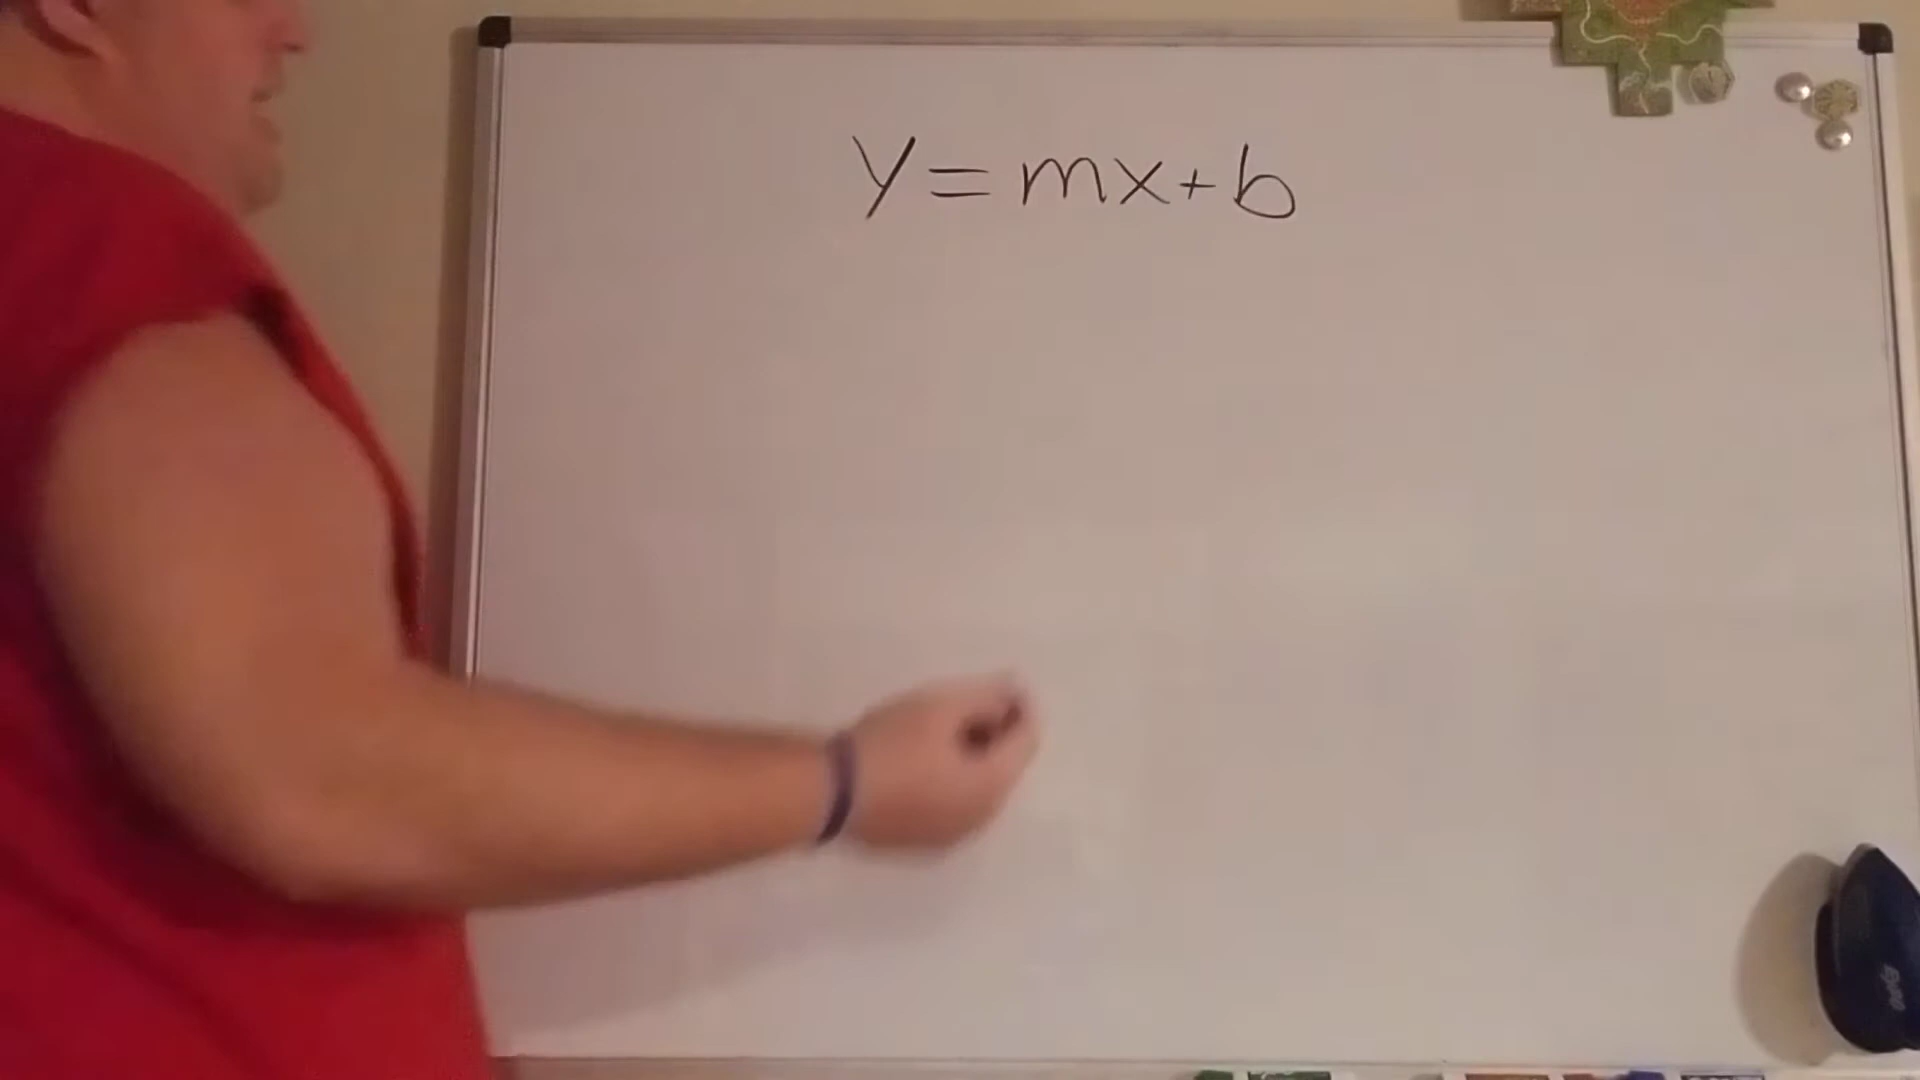 y = mx + b